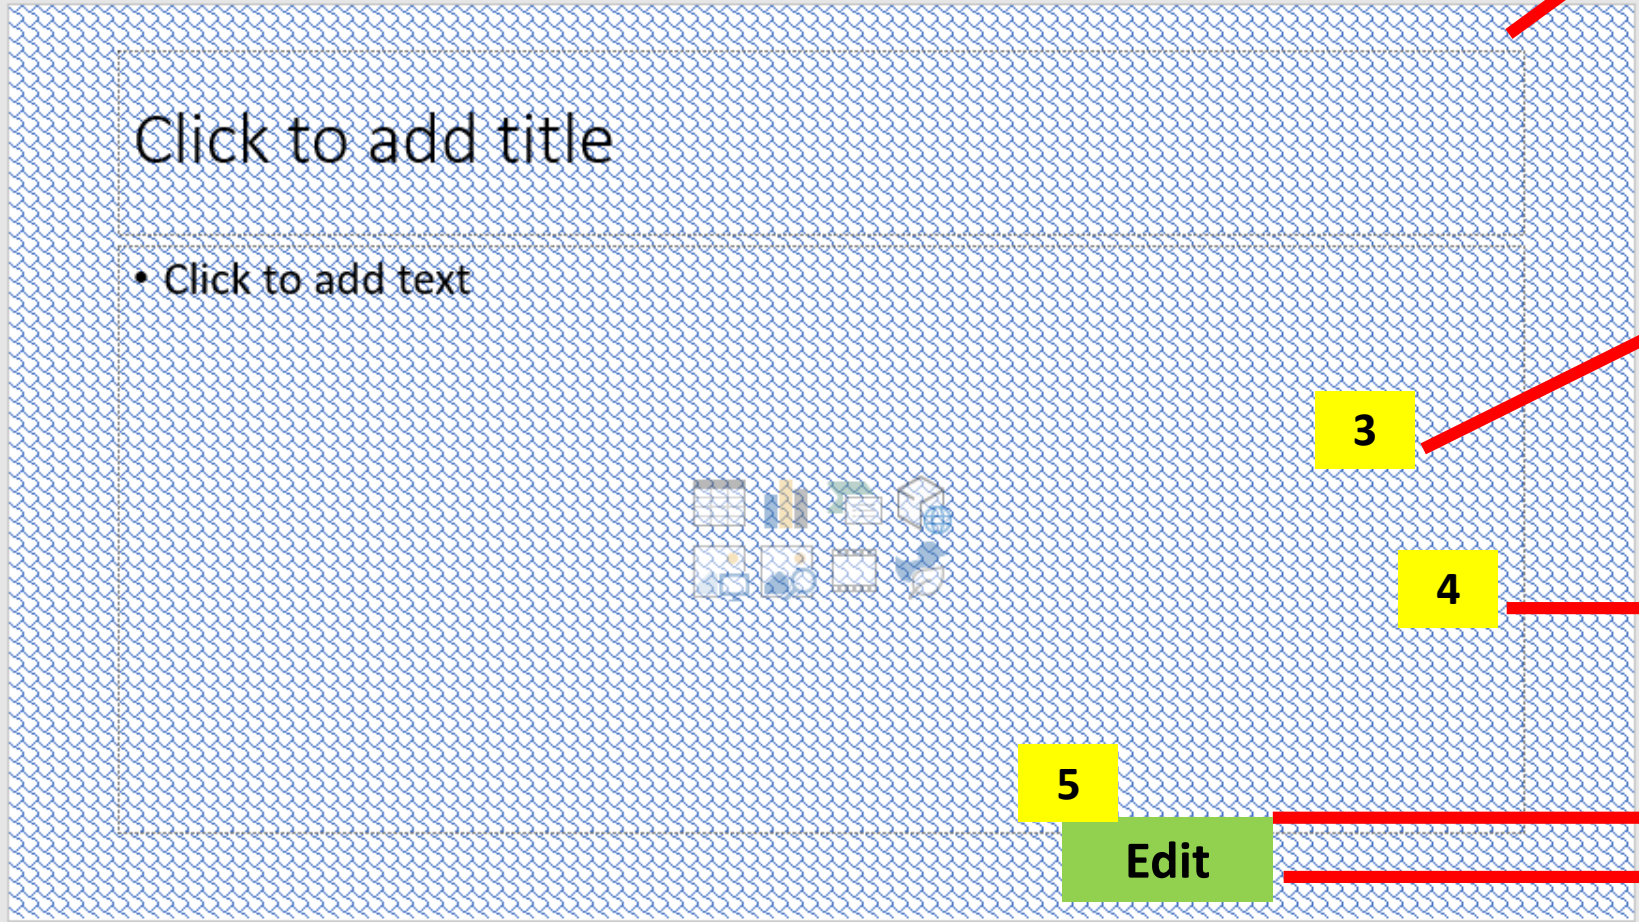 Click to add title
• Click to add text
3
4
5
Edit